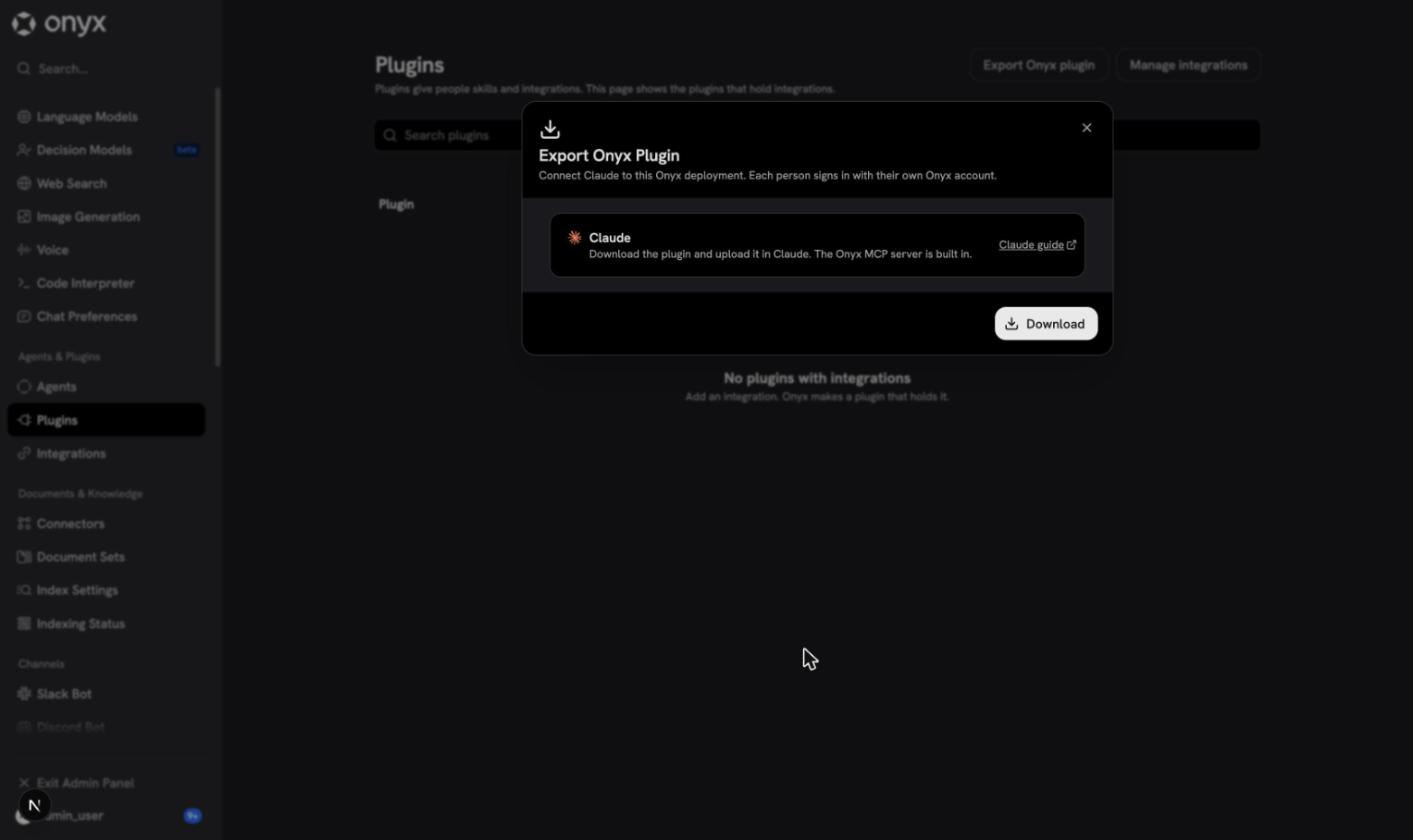 onyx
Search...
Language Models
Decision Models
beta
Web Search
Image Generation
Voice
Code Interpreter
Chat Preferences
Agents & Plugins
Agents
Plugins
Integrations
Documents & Knowledge
Connectors
Document Sets
Index Settings
Indexing Status
Channels
Slack Bot
Discord Bot
Exit Admin Panel
N
min_user
9+
Plugins
Plugins give people skills and integrations. This page shows the plugins that hold integrations.
Export Onyx plugin
Manage integrations
Search plugins
Plugin
Export Onyx Plugin
Connect Claude to this Onyx deployment. Each person signs in with their own Onyx account.
Claude
Download the plugin and upload it in Claude. The Onyx MCP server is built in.
Claude guide
Download
No plugins with integrations
Add an integration. Onyx makes a plugin that holds it.